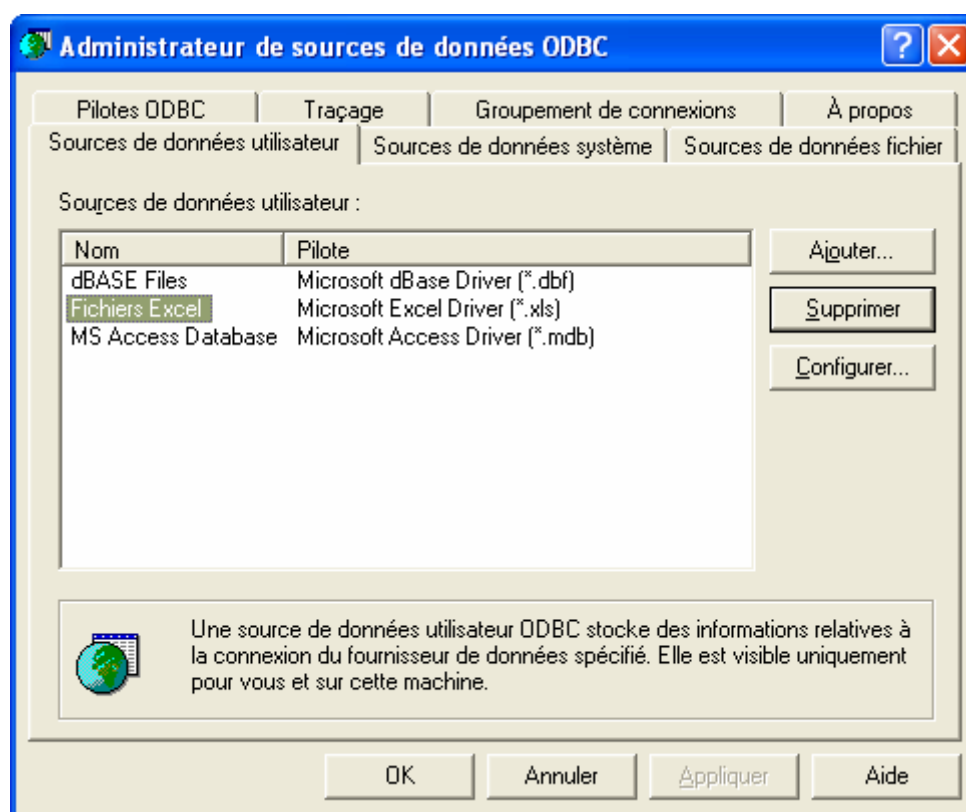 Administrateur de sources de données ODBC
Pilotes ODBC Traçage Groupement de connexions À propos
Sources de données utilisateur Sources de données système Sources de données fichier
Sources de données utilisateur :
Nom Pilote
dBASE Files Microsoft dBase Driver (*.dbf)
Fichiers Excel Microsoft Excel Driver (*.xls)
MS Access Database Microsoft Access Driver (*.mdb)
Ajouter...
Supprimer
Configurer...
Une source de données utilisateur ODBC stocke des informations relatives à
la connexion du fournisseur de données spécifié. Elle est visible uniquement
pour vous et sur cette machine.
OK Annuler Appliquer Aide